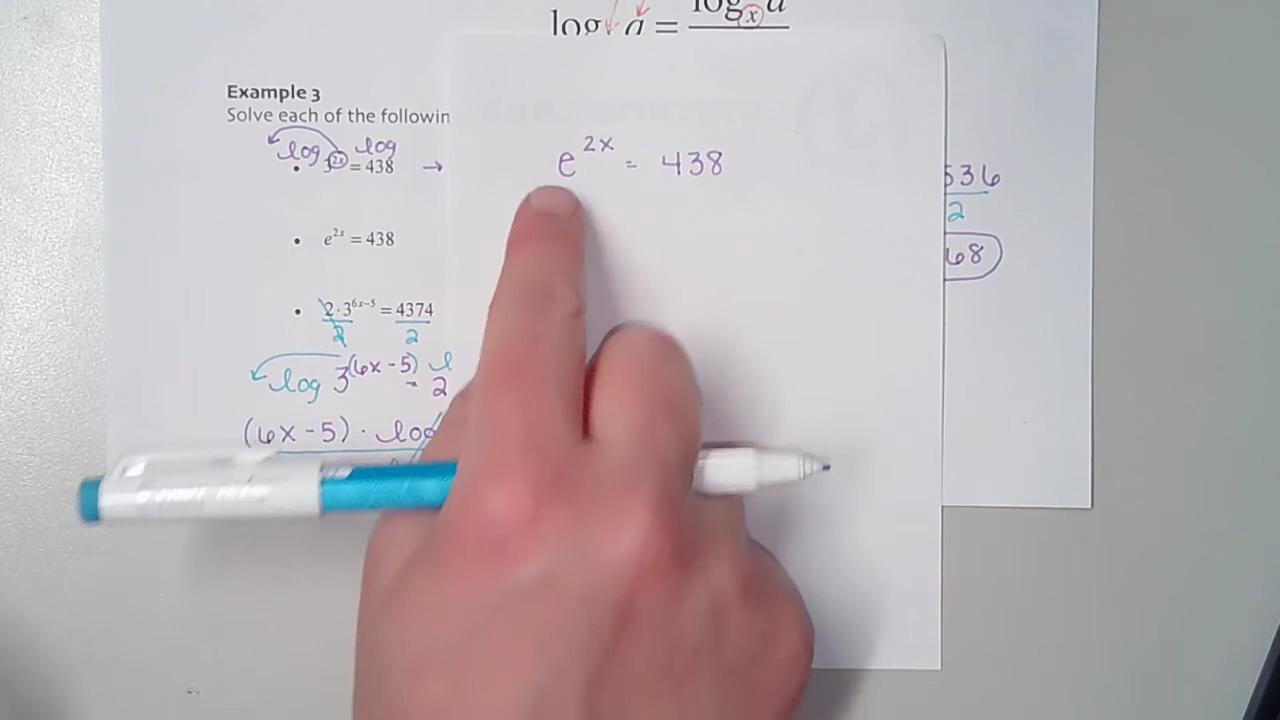 log a = log x a
Example 3
Solve each of the followin
log 3^2x = 438 log →
e^2x = 438
536
2
e^2x = 438
68
2 · 3^6x−5 = 4374
2 2
log 3^(6x-5) = 2
(6x-5) · log